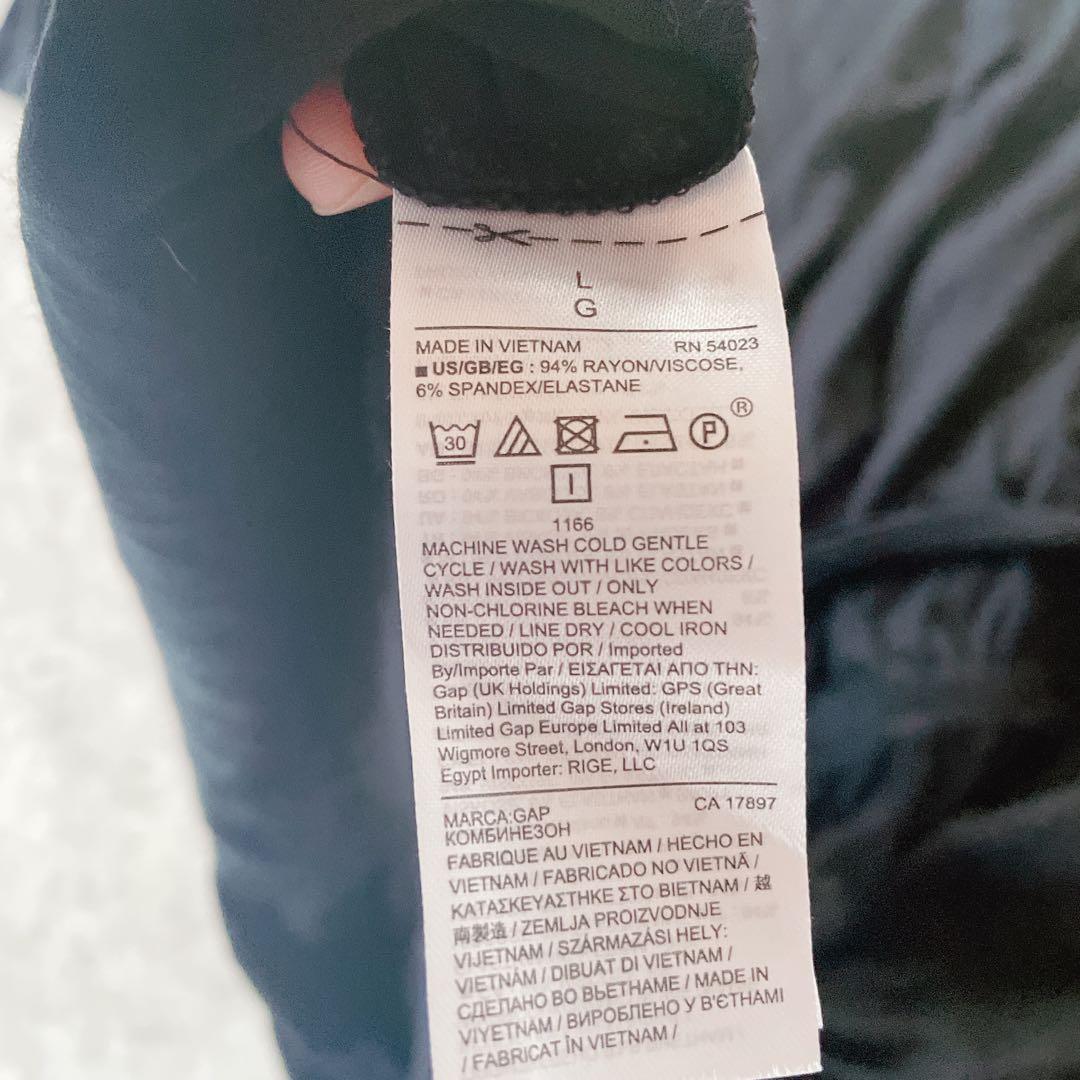 L
G
MADE IN VIETNAM RN 54023
US/GB/EG : 94% RAYON/VISCOSE,
6% SPANDEX/ELASTANE
30 P ®
1166
MACHINE WASH COLD GENTLE
CYCLE / WASH WITH LIKE COLORS /
WASH INSIDE OUT / ONLY
NON-CHLORINE BLEACH WHEN
NEEDED / LINE DRY / COOL IRON
DISTRIBUIDO POR / Imported
By/Importe Par / ΕΙΣΑΓΕΤΑΙ ΑΠΟ ΤΗΝ:
Gap (UK Holdings) Limited: GPS (Great
Britain) Limited Gap Stores (Ireland)
Limited Gap Europe Limited All at 103
Wigmore Street, London, W1U 1QS
Egypt Importer: RIGE, LLC
MARCA:GAP CA 17897
КОМБИНЕЗОН
FABRIQUE AU VIETNAM / HECHO EN
VIETNAM / FABRICADO NO VIETNÃ /
ΚΑΤΑΣΚΕΥΑΣΤΗΚΕ ΣΤΟ ΒΙΕΤΝΑΜ / 越
南製造 / ZEMLJA PROIZVODNJE
VIJETNAM / SZÁRMAZÁSI HELY:
VIETNÁM / DIBUAT DI VIETNAM /
СДЕЛАНО ВО ВЬЕТНАМЕ / MADE IN
VIYETNAM / ВИРОБЛЕНО У В'ЄТНАМІ
/ FABRICAT ÎN VIETNAM /